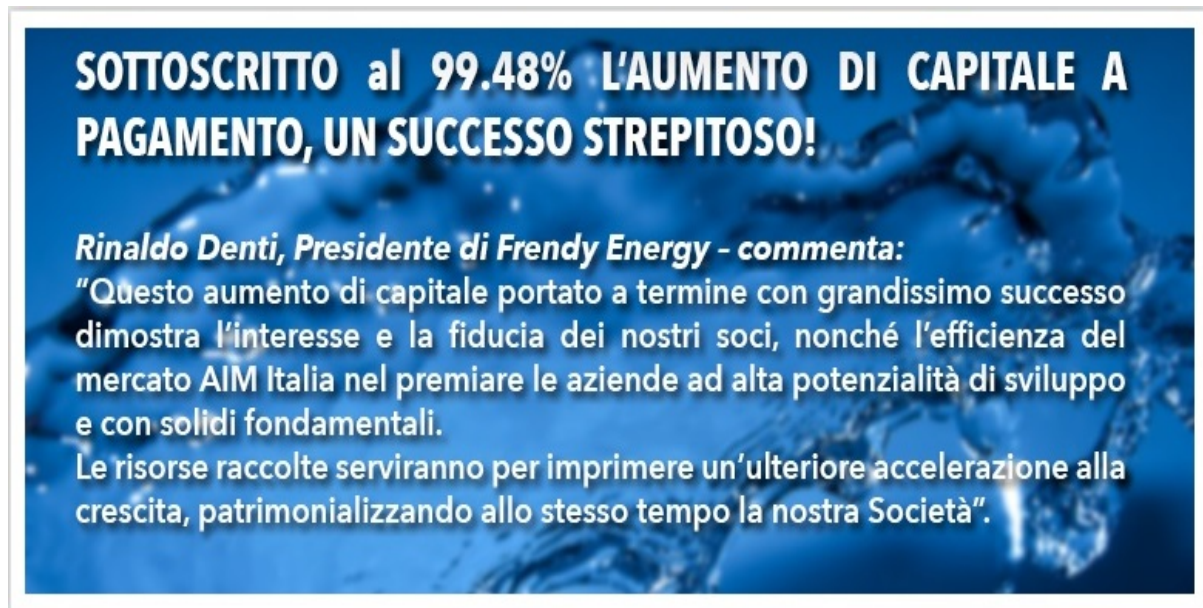 SOTTOSCRITTO al 99.48% L'AUMENTO DI CAPITALE A
PAGAMENTO, UN SUCCESSO STREPITOSO!
Rinaldo Denti, Presidente di Frendy Energy – commenta:
"Questo aumento di capitale portato a termine con grandissimo successo
dimostra l'interesse e la fiducia dei nostri soci, nonché l'efficienza del
mercato AIM Italia nel premiare le aziende ad alta potenzialità di sviluppo
e con solidi fondamentali.
Le risorse raccolte serviranno per imprimere un'ulteriore accelerazione alla
crescita, patrimonializzando allo stesso tempo la nostra Società".